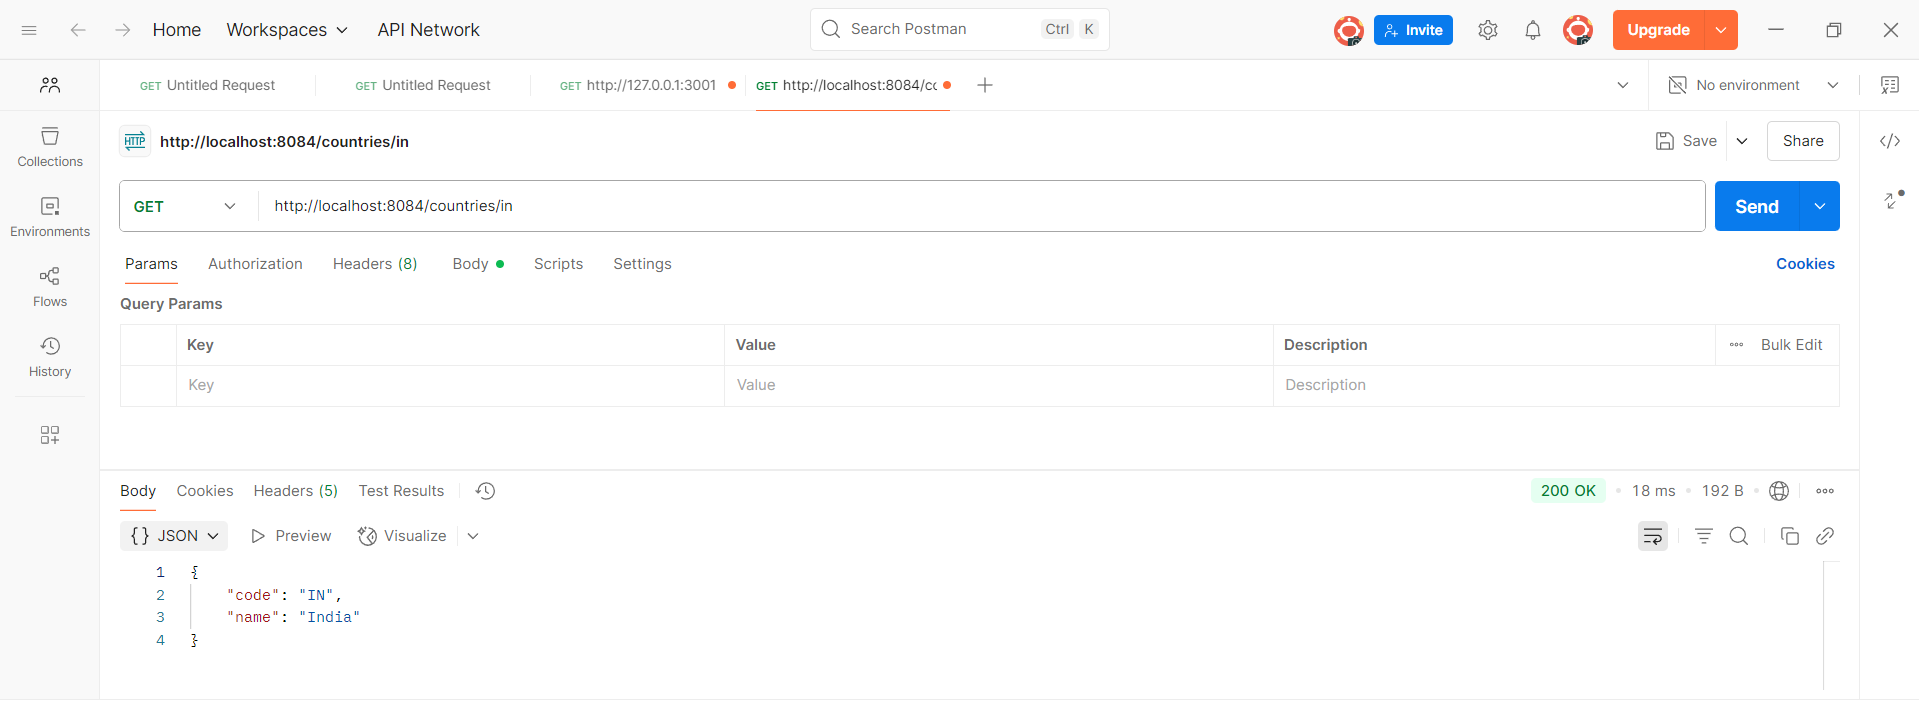 Home Workspaces API Network Search Postman Ctrl K Invite Upgrade
GET Untitled Request GET Untitled Request GET http://127.0.0.1:3001 GET http://localhost:8084/cc No environment
HTTP http://localhost:8084/countries/in Save Share
Collections
GET http://localhost:8084/countries/in Send
Environments
Params Authorization Headers (8) Body Scripts Settings Cookies
Flows
Query Params
Key Value Description Bulk Edit
History
Key Value Description
Body Cookies Headers (5) Test Results 200 OK 18 ms 192 B
{} JSON Preview Visualize
1 {
2 "code": "IN",
3 "name": "India"
4 }